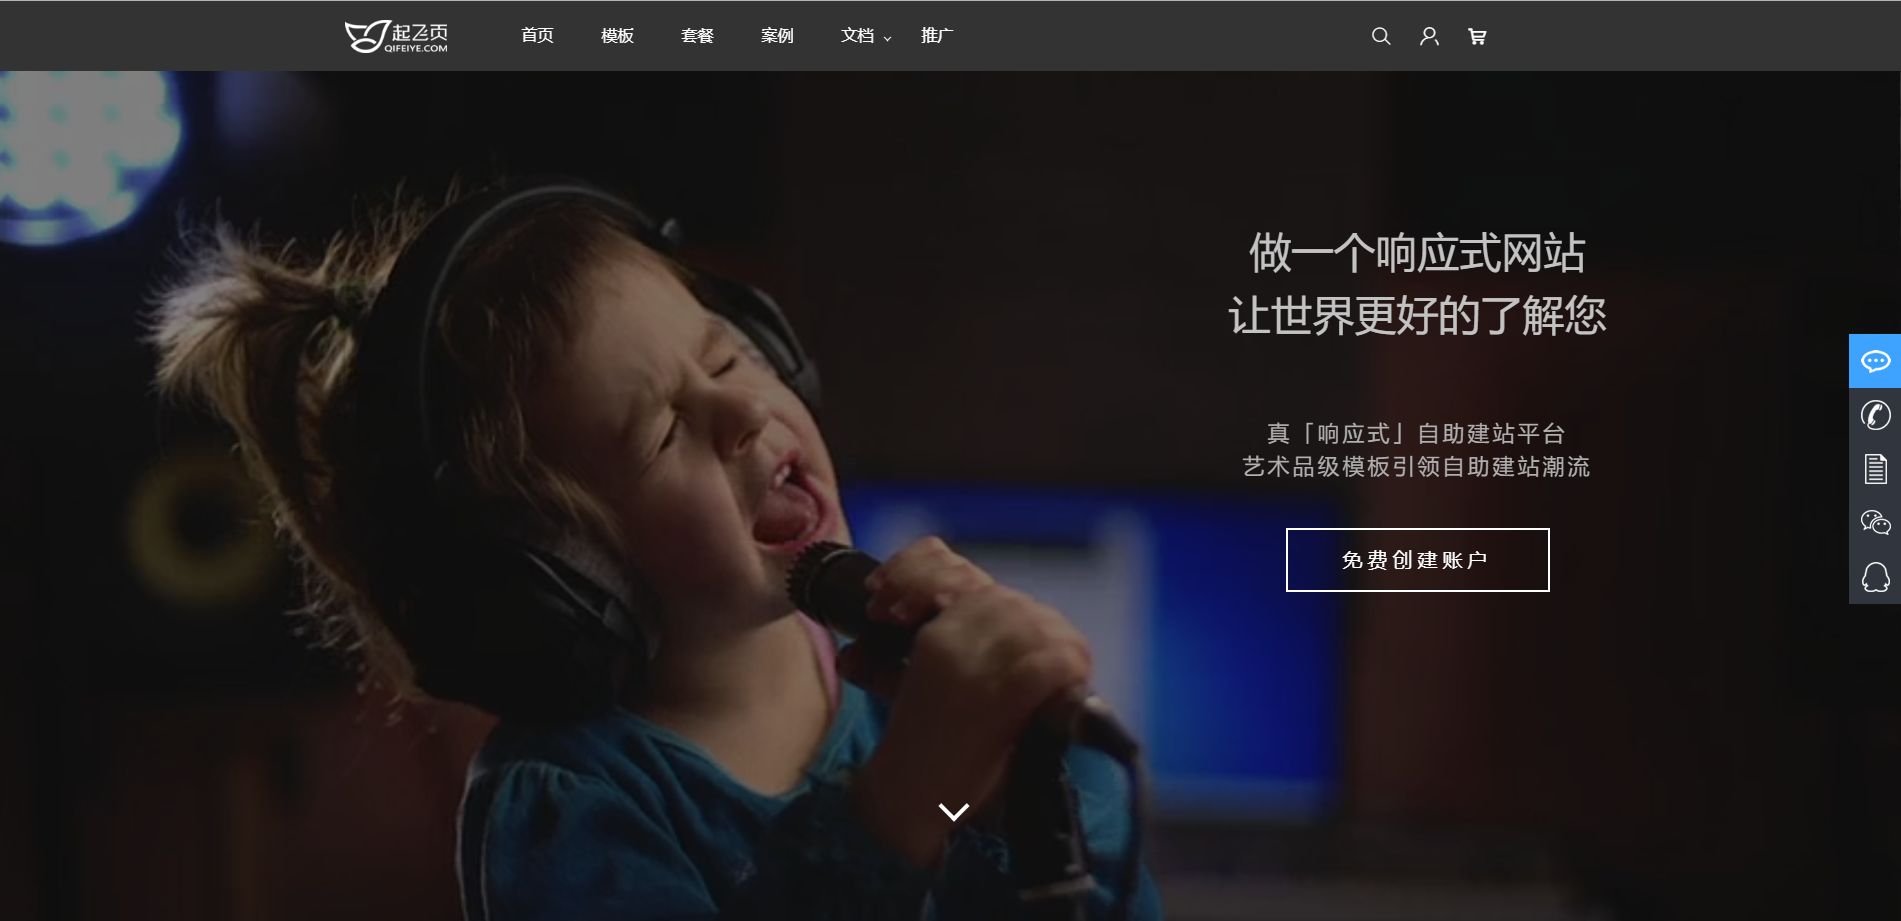 起飞页
QIFEIYE.COM
首页 模板 套餐 案例 文档 推广
做一个响应式网站
让世界更好的了解您
真「响应式」自助建站平台
艺术品级模板引领自助建站潮流
免费创建账户